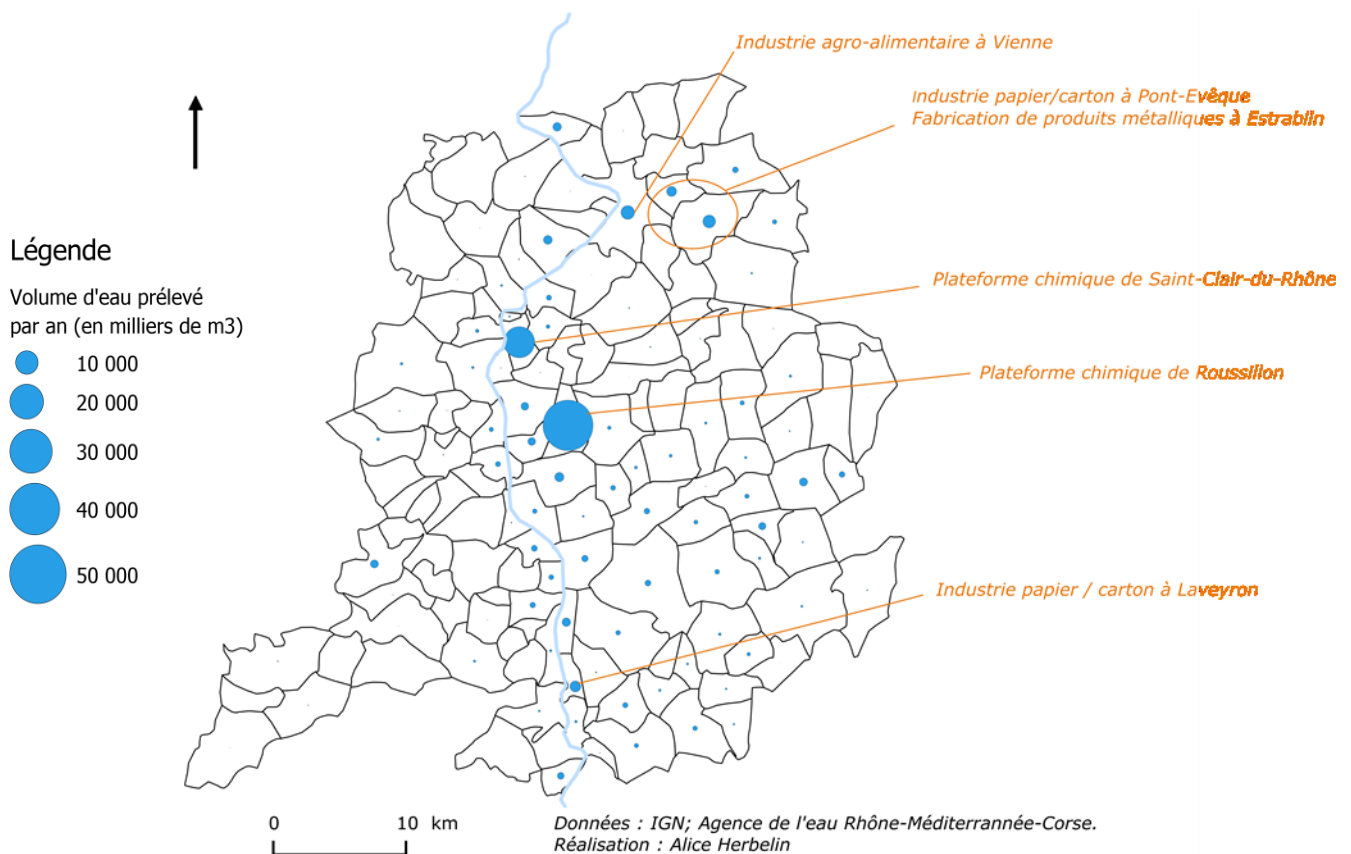 Industrie agro-alimentaire à Vienne
Industrie papier/carton à Pont-Evêque
Fabrication de produits métalliques à Estrablin
Légende
Volume d'eau prélevé
par an (en milliers de m3)
10 000
20 000
30 000
40 000
50 000
Plateforme chimique de Saint-Clair-du-Rhône
Plateforme chimique de Roussillon
Industrie papier / carton à Laveyron
0 10 km
Données : IGN; Agence de l'eau Rhône-Méditerrannée-Corse.
Réalisation : Alice Herbelin